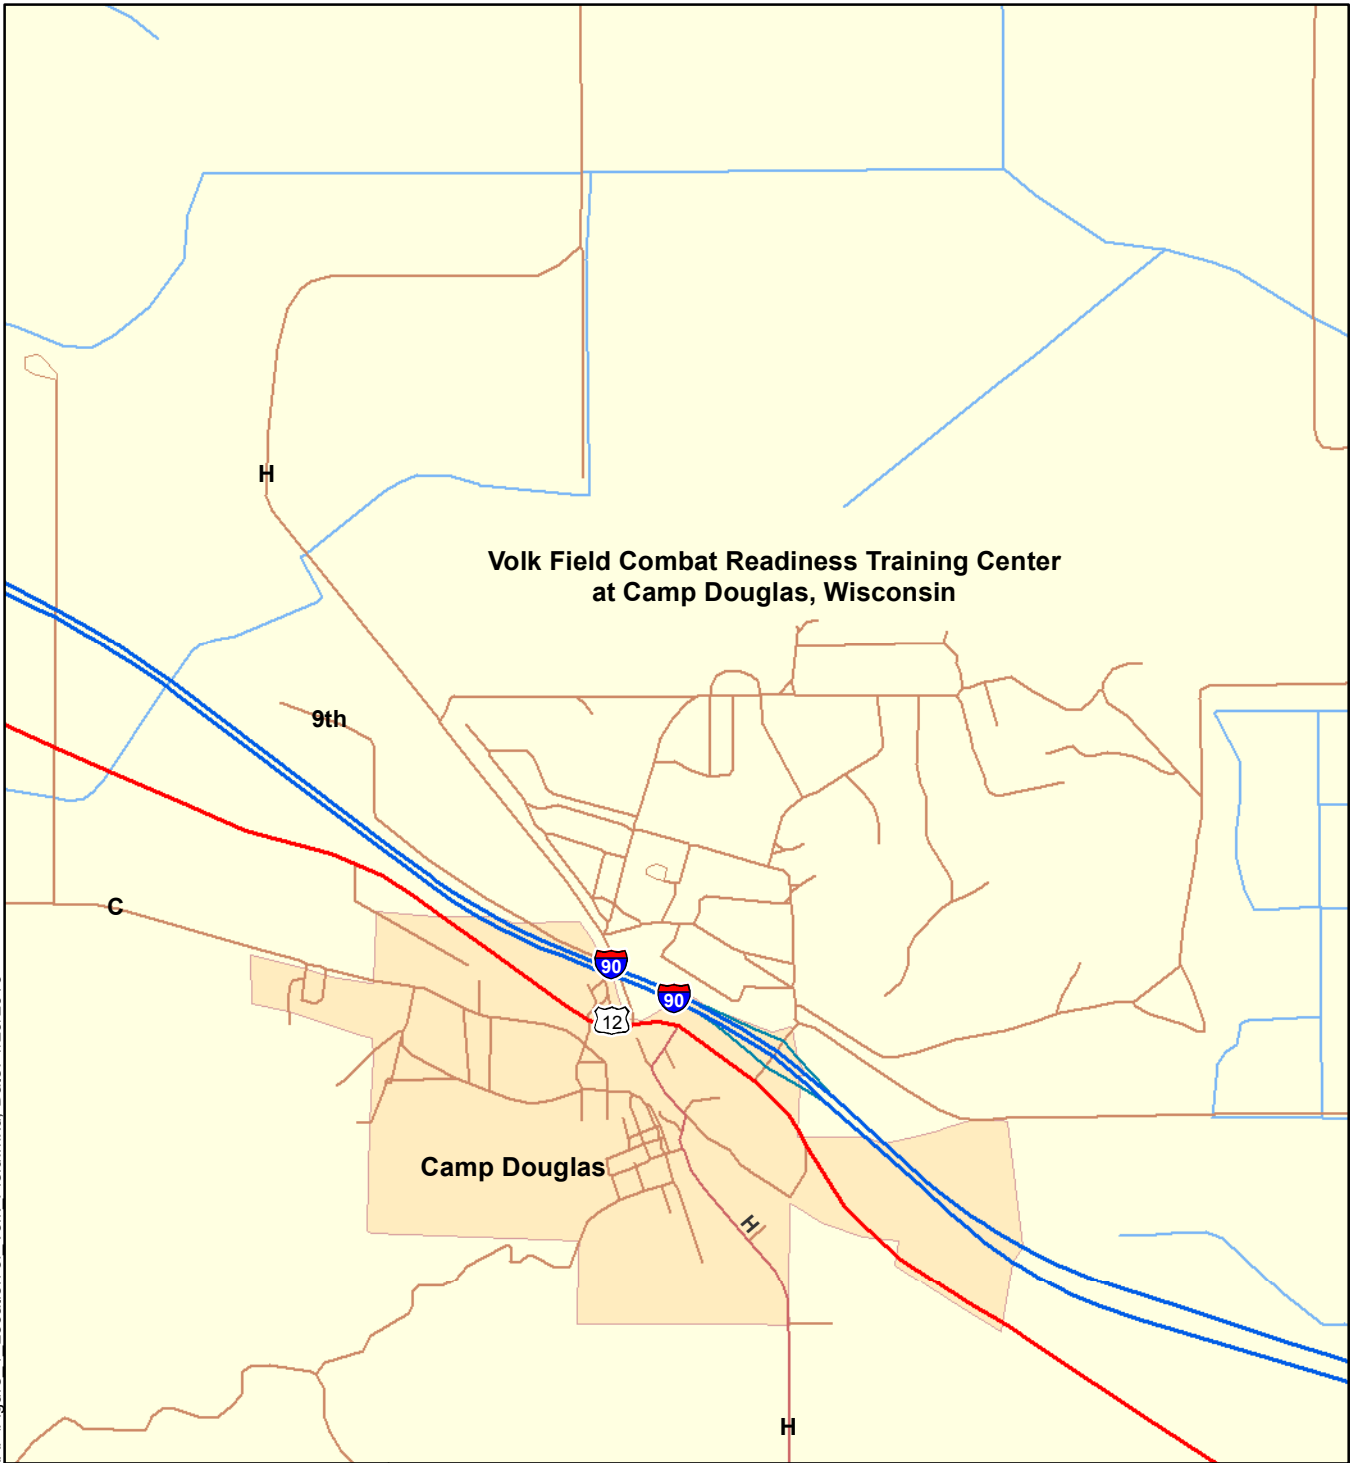 H
Volk Field Combat Readiness Training Center
at Camp Douglas, Wisconsin
9th
C
90
90
12
Camp Douglas
H
H